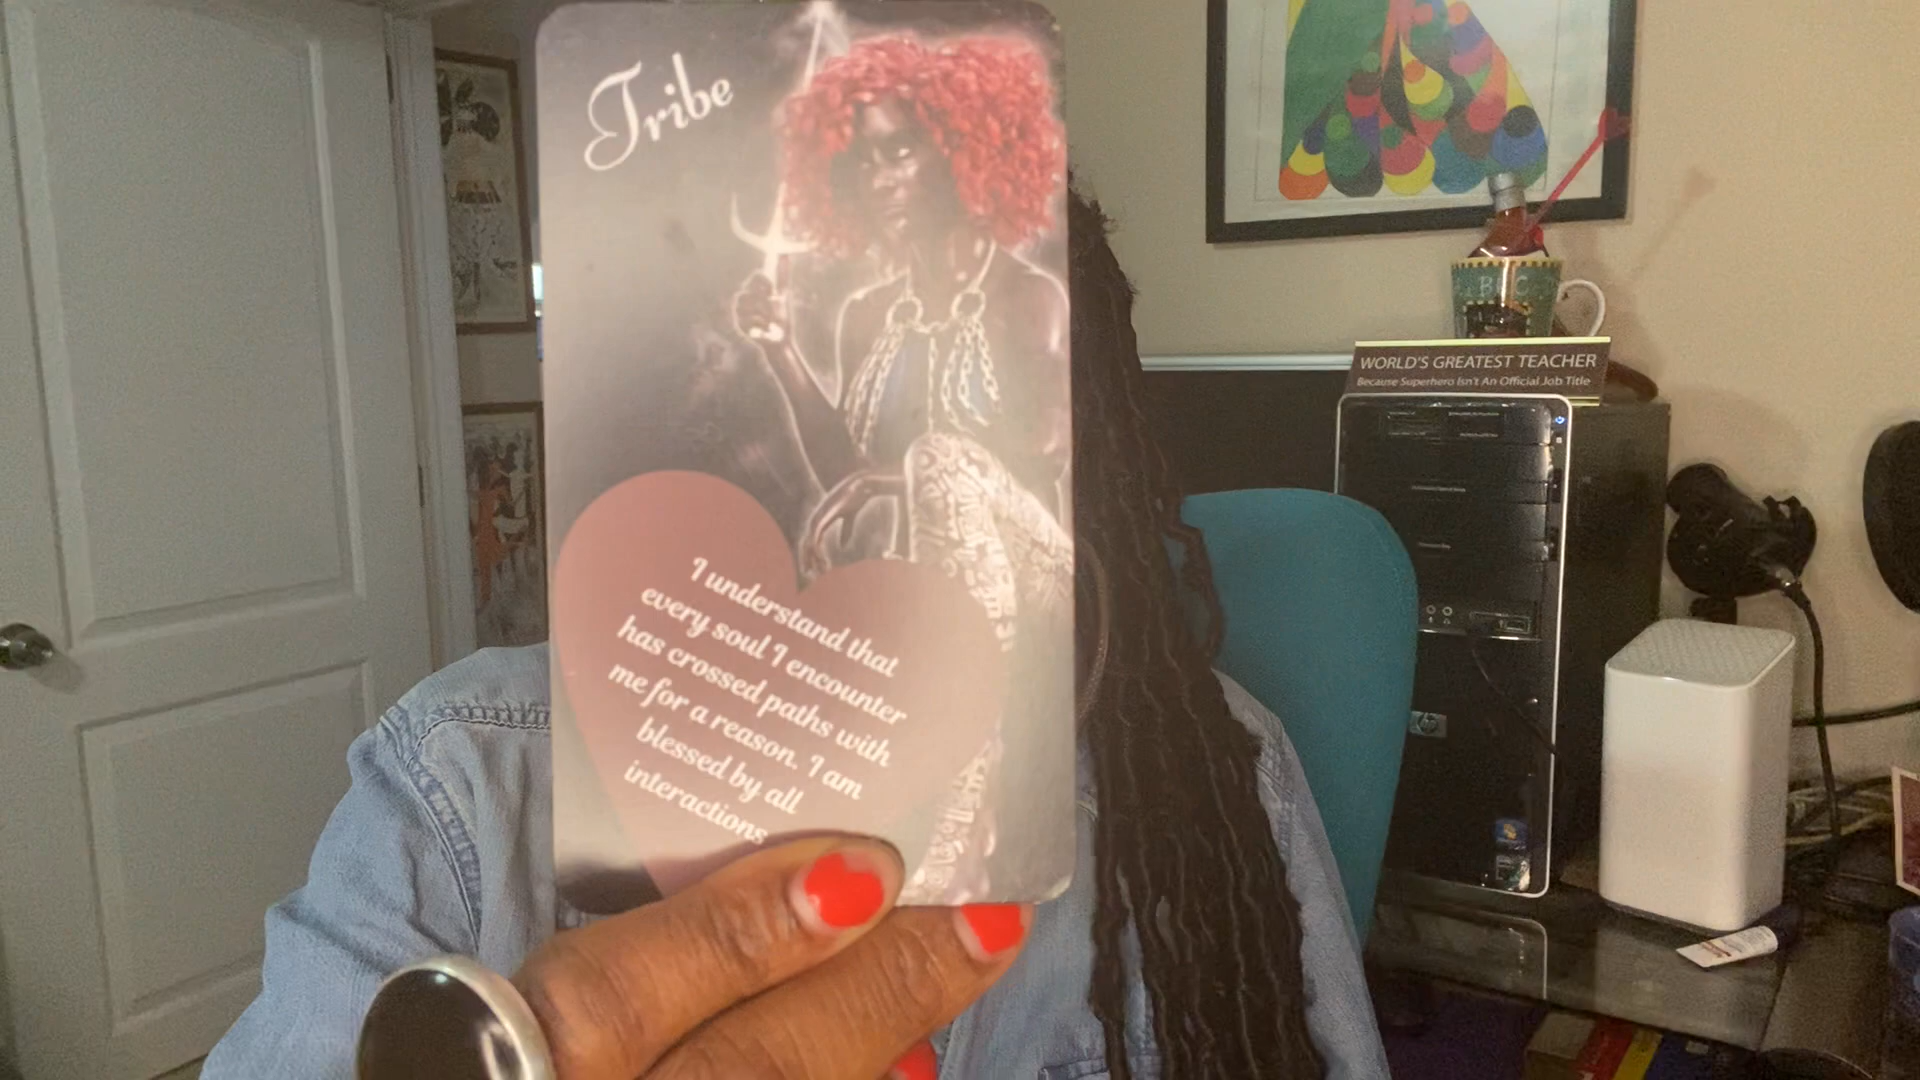 Tribe
I understand that
every soul I encounter
has crossed paths with
me for a reason. I am
blessed by all
interactions
WORLD'S GREATEST TEACHER
Because Superhero Isn't An Official Job Title
hp